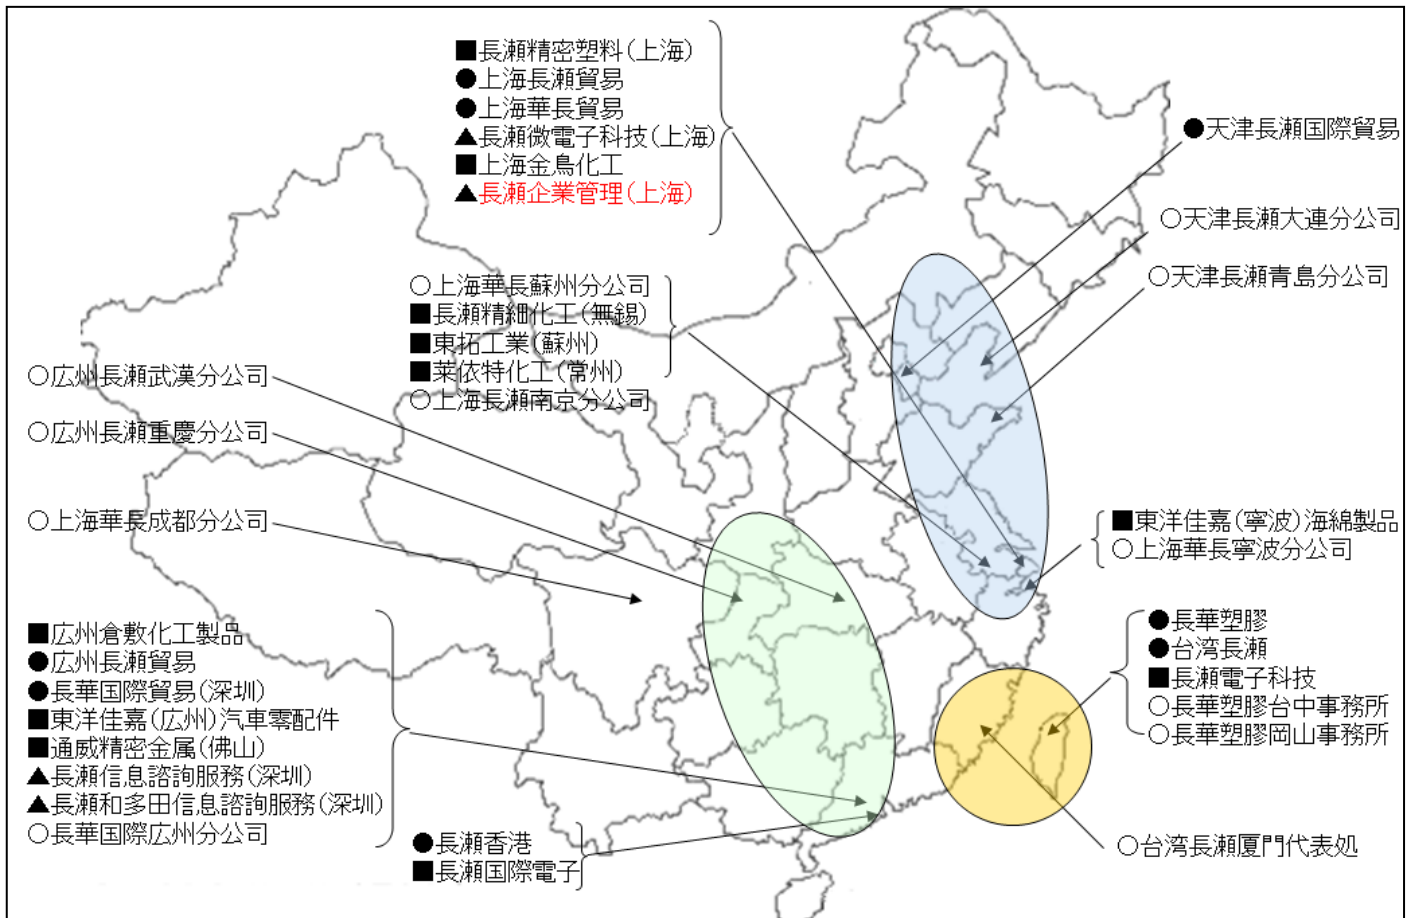 ■長瀬精密塑料(上海)
●上海長瀬貿易
●上海華長貿易
▲長瀬微電子科技(上海)
■上海金鳥化工
▲長瀬企業管理(上海)
●天津長瀬国際貿易
○天津長瀬大連分公司
○天津長瀬青島分公司
○上海華長蘇州分公司
■長瀬精細化工(無錫)
■東拓工業(蘇州)
■莱依特化工(常州)
○上海長瀬南京分公司
○広州長瀬武漢分公司
○広州長瀬重慶分公司
○上海華長成都分公司
■東洋佳嘉(寧波)海綿製品
○上海華長寧波分公司
■広州倉敷化工製品
●広州長瀬貿易
●長華国際貿易(深圳)
■東洋佳嘉(広州)汽車零配件
■通威精密金属(佛山)
▲長瀬信息諮詢服務(深圳)
▲長瀬和多田信息諮詢服務(深圳)
○長華国際広州分公司
●長華塑膠
●台湾長瀬
■長瀬電子科技
○長華塑膠台中事務所
○長華塑膠岡山事務所
●長瀬香港
■長瀬国際電子
○台湾長瀬厦門代表処